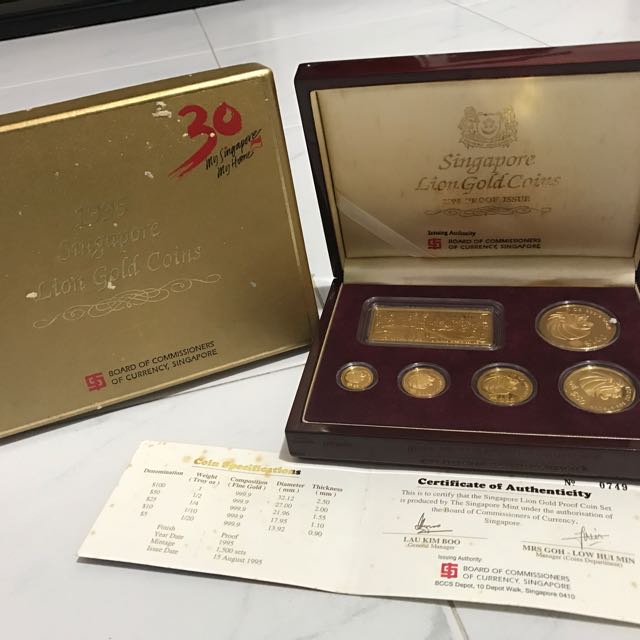 30
My Singapore
My Home
1995
Singapore
Lion Gold Coins
BOARD OF COMMISSIONERS
OF CURRENCY, SINGAPORE
Singapore
Lion Gold Coins
1995 PROOF ISSUE
Issuing Authority
BOARD OF COMMISSIONERS
OF CURRENCY, SINGAPORE
Coin Specifications
Denomination Weight (Troy oz) Composition (Fine Gold) Diameter (mm) Thickness (mm)
$100 1 999.9 32.12 2.50
$50 1/2 999.9 27.00 2.00
$25 1/4 999.9 21.96 1.55
$10 1/10 999.9 17.95 1.10
$5 1/20 999.9 13.92 0.90
Finish Proof
Year Date 1995
Mintage 1,500 sets
Issue Date 15 August 1995
Nº 0749
Certificate of Authenticity
This is to certify that the Singapore Lion Gold Proof Coin Set
is produced by The Singapore Mint under the authorisation of
the Board of Commissioners of Currency,
Singapore.
LAU KIM BOO
General Manager
MRS GOH - LOW HUI MIN
Manager (Coins Department)
Issuing Authority:
BOARD OF COMMISSIONERS
OF CURRENCY, SINGAPORE
BCCS Depot, 10 Depot Walk, Singapore 0410